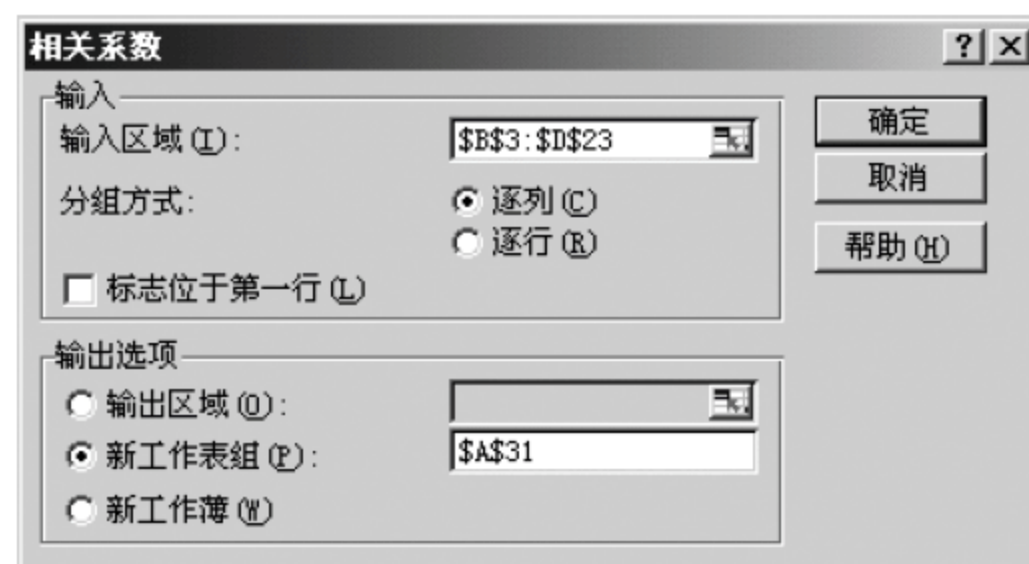 相关系数
输入
输入区域(I): $B$3:$D$23
分组方式: 逐列(C)
逐行(R)
标志位于第一行(L)
输出选项
输出区域(O):
新工作表组(P): $A$31
新工作薄(W)
确定
取消
帮助(H)